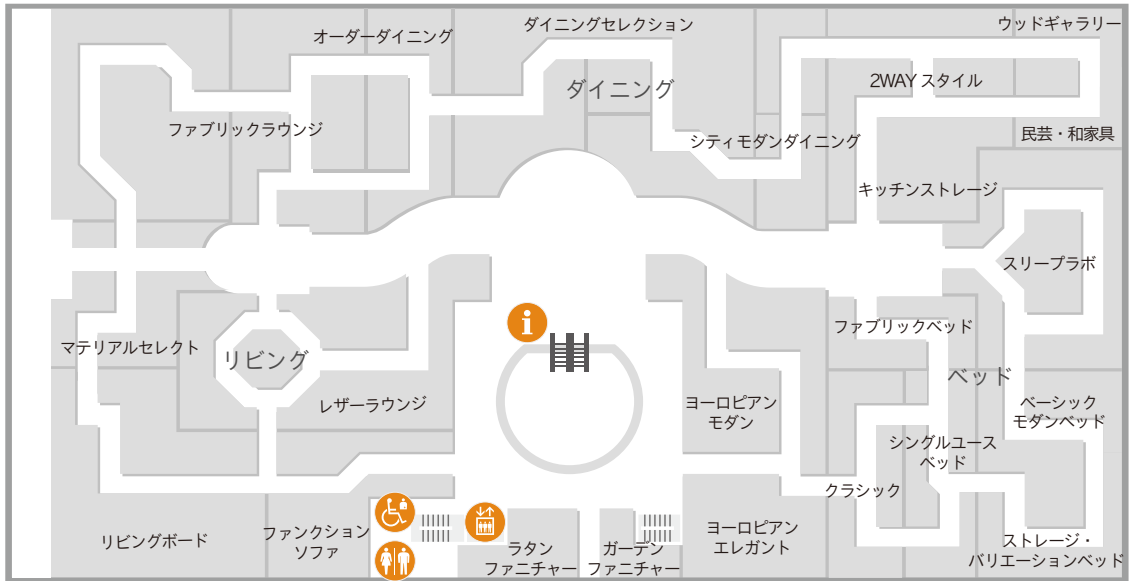 ダイニングセレクション
ウッドギャラリー
オーダーダイニング
2WAY スタイル
ダイニング
ファブリックラウンジ
シティモダンダイニング
民芸・和家具
キッチンストレージ
スリープラボ
i
ファブリックベッド
マテリアルセレクト
リビング
ベッド
レザーラウンジ
ヨーロピアン
モダン
ベーシック
モダンベッド
シングルユース
ベッド
クラシック
リビングボード
ファンクション
ソファ
ラタン
ファニチャー
ガーデン
ファニチャー
ヨーロピアン
エレガント
ストレージ・
バリエーションベッド